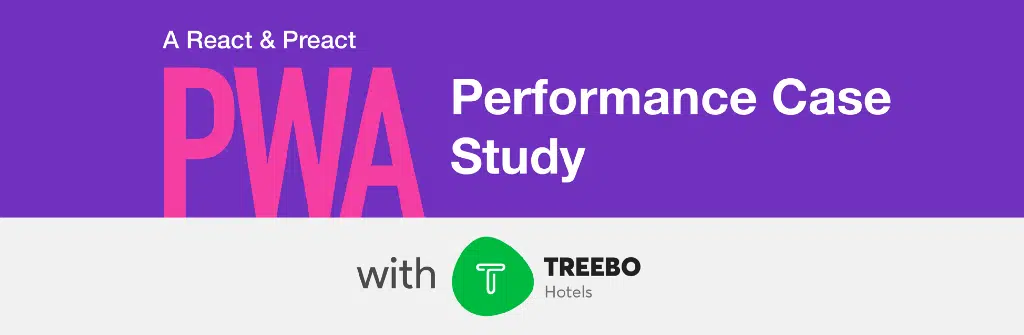 A React & Preact
PWA
Performance Case
Study
with
T
TREEBO
Hotels